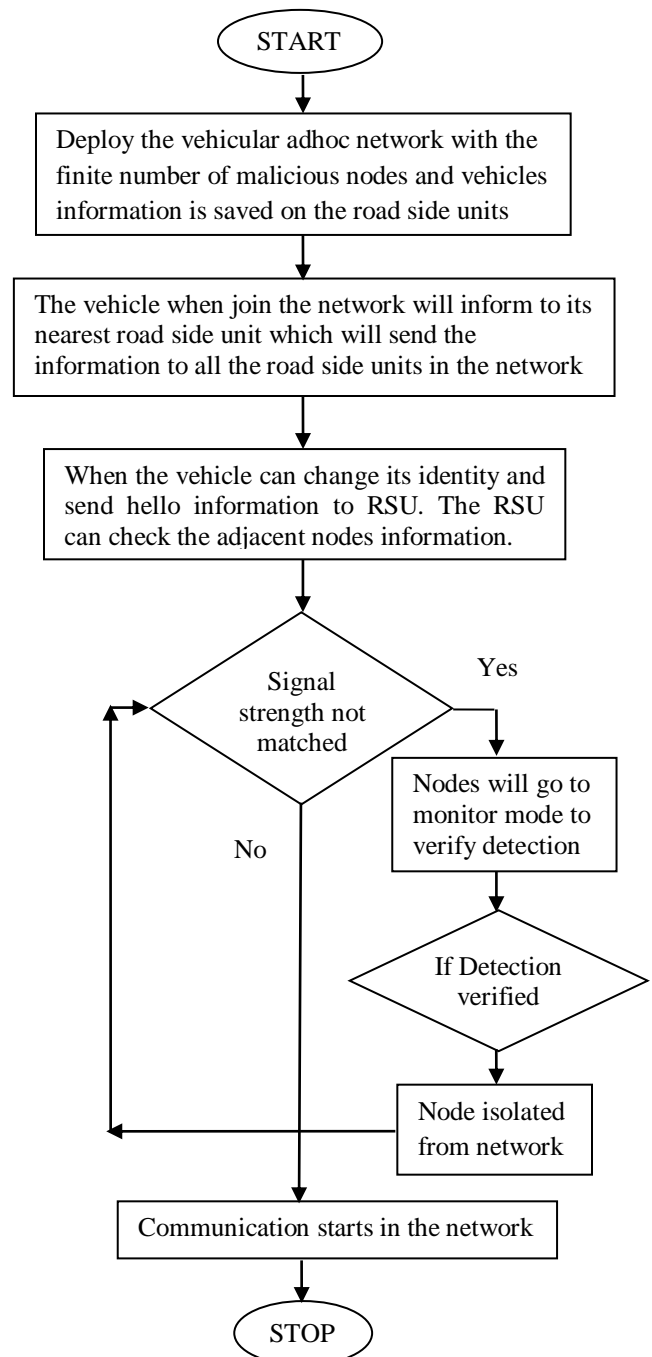 START
Deploy the vehicular adhoc network with the
finite number of malicious nodes and vehicles
information is saved on the road side units
The vehicle when join the network will inform to its
nearest road side unit which will send the
information to all the road side units in the network
When the vehicle can change its identity and
send hello information to RSU. The RSU
can check the adjacent nodes information.
Signal
strength not
matched
Yes
Nodes will go to
monitor mode to
verify detection
No
If Detection
verified
Node isolated
from network
Communication starts in the network
STOP